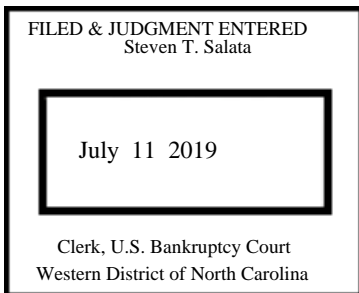 FILED & JUDGMENT ENTERED
Steven T. Salata
July 11 2019
Clerk, U.S. Bankruptcy Court
Western District of North Carolina